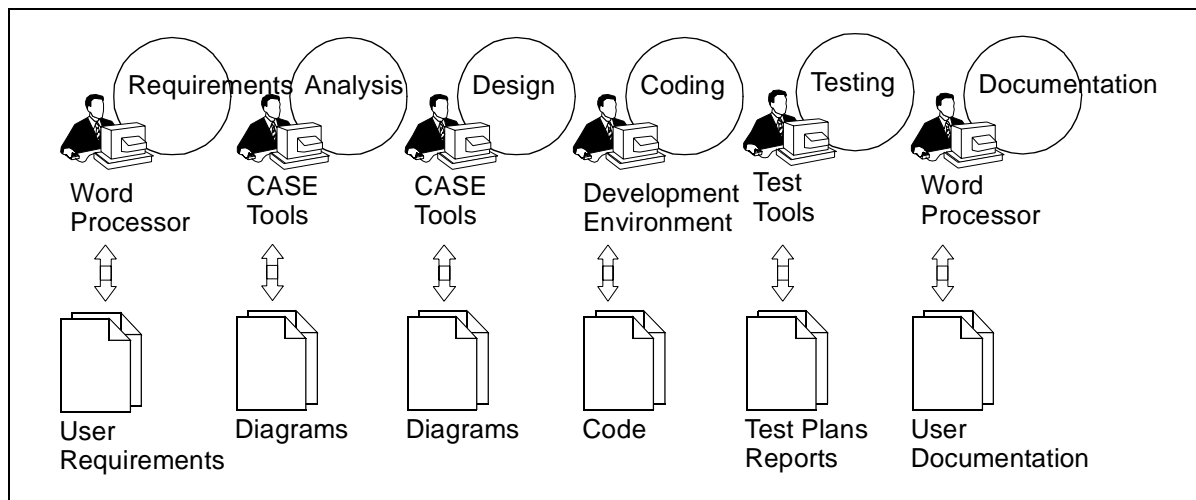 Requirements
Analysis
Design
Coding
Testing
Documentation
Word
Processor
CASE
Tools
CASE
Tools
Development
Environment
Test
Tools
Word
Processor
User
Requirements
Diagrams
Diagrams
Code
Test Plans
Reports
User
Documentation